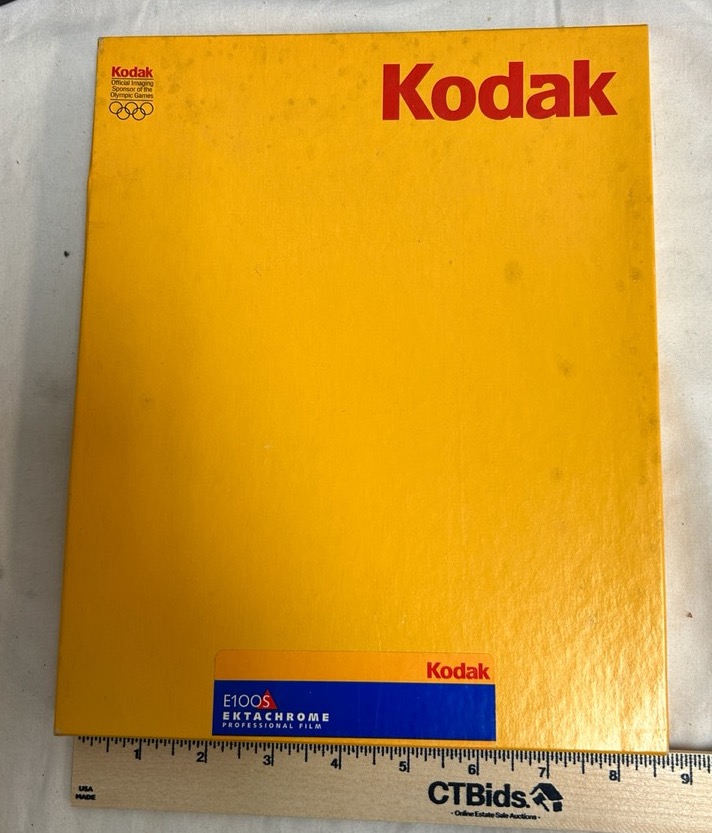 Kodak
Official Imaging
Sponsor of the
Olympic Games
Kodak
Kodak
E100S
EKTACHROME
PROFESSIONAL FILM
1 2 3 4 5 6 7 8 9
USA
MADE
CTBids.
- Online Estate Sale Auctions -